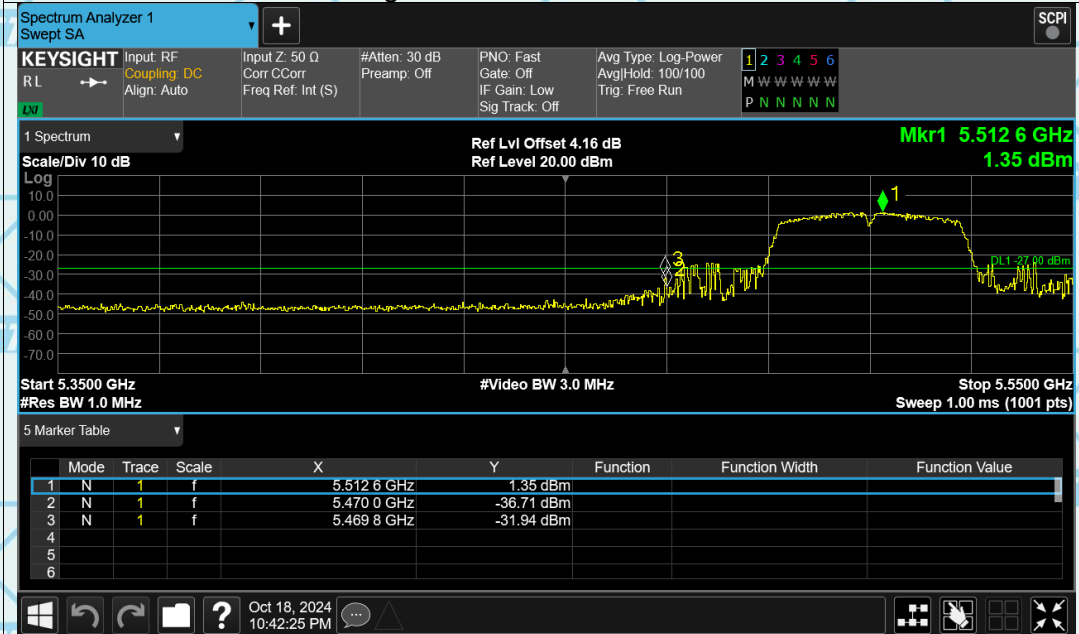 Spectrum Analyzer 1
Swept SA
+
SCPI
KEYSIGHT Input: RF Input Z: 50 Ω #Atten: 30 dB PNO: Fast Avg Type: Log-Power 1 2 3 4 5 6
RL Coupling: DC Corr CCorr Preamp: Off Gate: Off Avg|Hold: 100/100 M W W W W W
Align: Auto Freq Ref: Int (S) IF Gain: Low Trig: Free Run P N N N N N
LXI Sig Track: Off
1 Spectrum
Ref Lvl Offset 4.16 dB Mkr1 5.512 6 GHz
Scale/Div 10 dB Ref Level 20.00 dBm 1.35 dBm
Log
10.0
0.00
-10.0
-20.0
-30.0
-40.0
-50.0
-60.0
-70.0
1
3
2
DL1 -27.00 dBm
Start 5.3500 GHz #Video BW 3.0 MHz Stop 5.5500 GHz
#Res BW 1.0 MHz Sweep 1.00 ms (1001 pts)
5 Marker Table
Mode Trace Scale X Y Function Function Width Function Value
1 N 1 f 5.512 6 GHz 1.35 dBm
2 N 1 f 5.470 0 GHz -36.71 dBm
3 N 1 f 5.469 8 GHz -31.94 dBm
4
5
6
?
Oct 18, 2024
10:42:25 PM